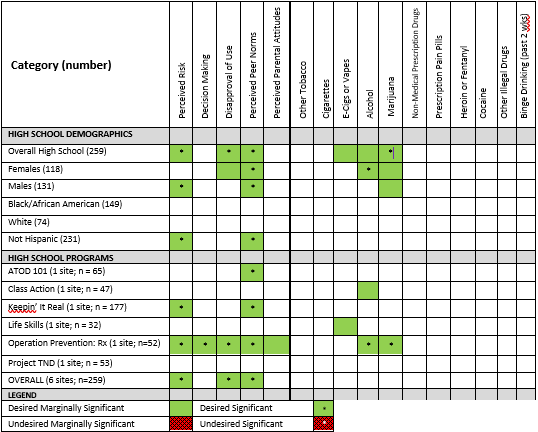 Category (number)
Perceived Risk
Decision Making
Disapproval of Use
Perceived Peer Norms
Perceived Parental Attitudes
Other Tobacco
Cigarettes
E-Cigs or Vapes
Alcohol
Marijuana
Non-Medical Prescription Drugs
Prescription Pain Pills
Heroin or Fentanyl
Cocaine
Other Illegal Drugs
Binge Drinking (past 2 wks)
HIGH SCHOOL DEMOGRAPHICS
Overall High School (259) * * * *
Females (118) * *
Males (131) * *
Black/African American (149)
White (74)
Not Hispanic (231) * *
HIGH SCHOOL PROGRAMS
ATOD 101 (1 site; n = 65) *
Class Action (1 site; n = 47)
Keepin' It Real (1 site; n = 177) * *
Life Skills (1 site; n = 32)
Operation Prevention: Rx (1 site; n=52) * * * * * *
Project TND (1 site; n = 53)
OVERALL (6 sites; n=259) * * *
LEGEND
Desired Marginally Significant Desired Significant *
Undesired Marginally Significant Undesired Significant *